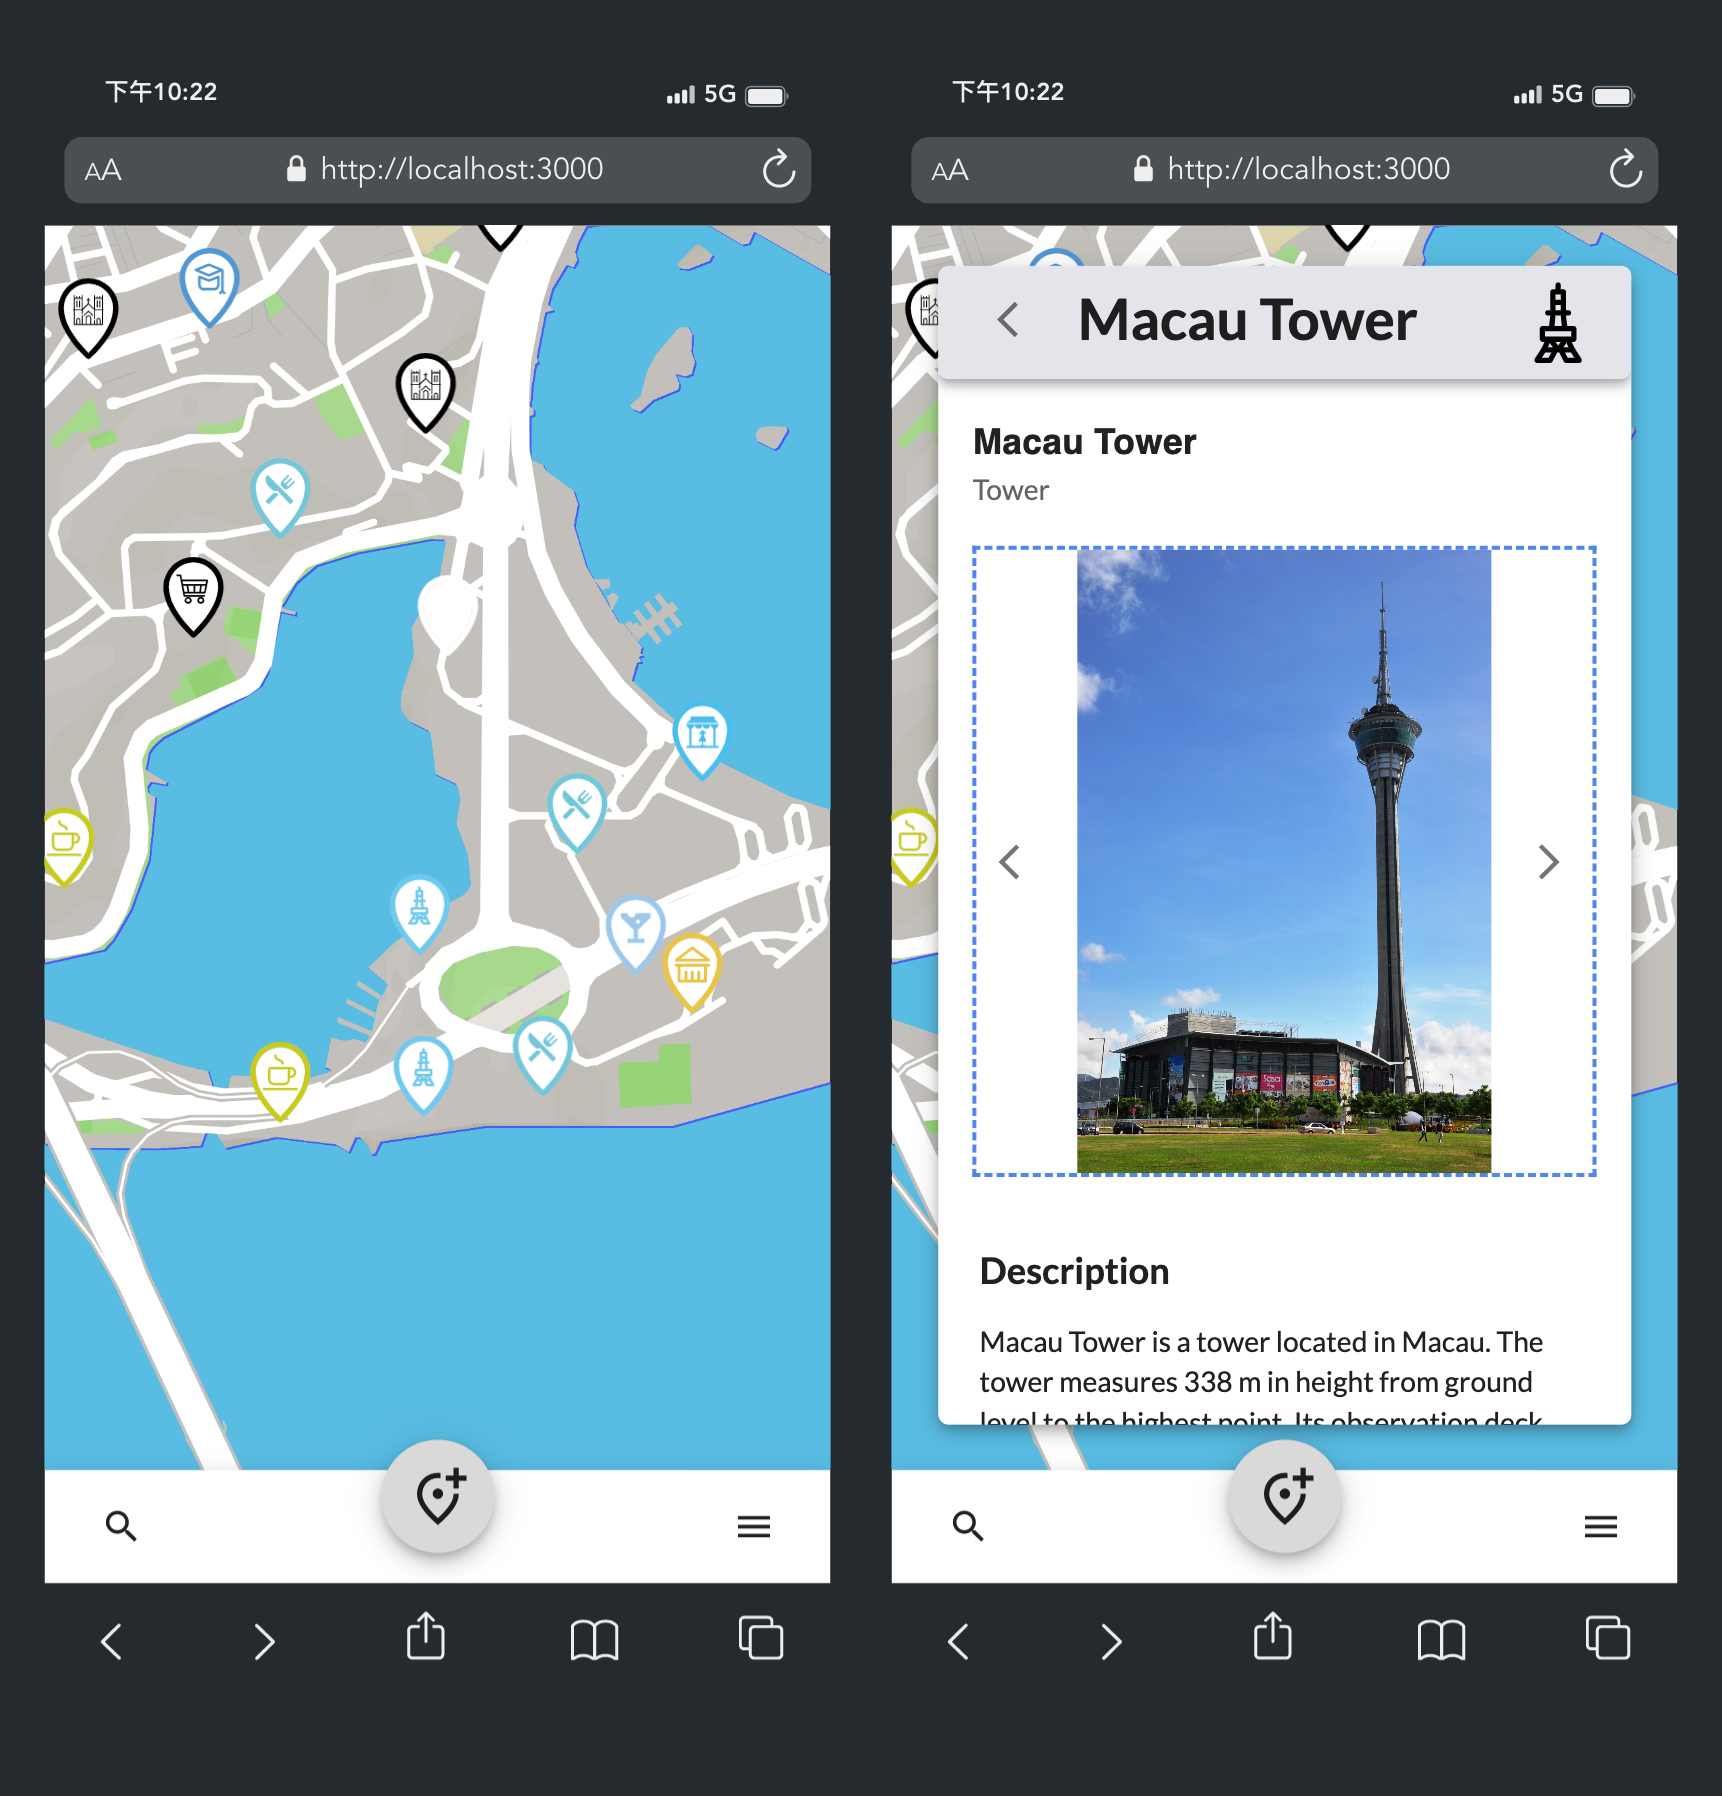 下午10:22
5G
AA
http://localhost:3000
下午10:22
5G
AA
http://localhost:3000
Macau Tower
Macau Tower
Tower
Sasa
Description
Macau Tower is a tower located in Macau. The
tower measures 338 m in height from ground
level to the highest point. Its observation deck